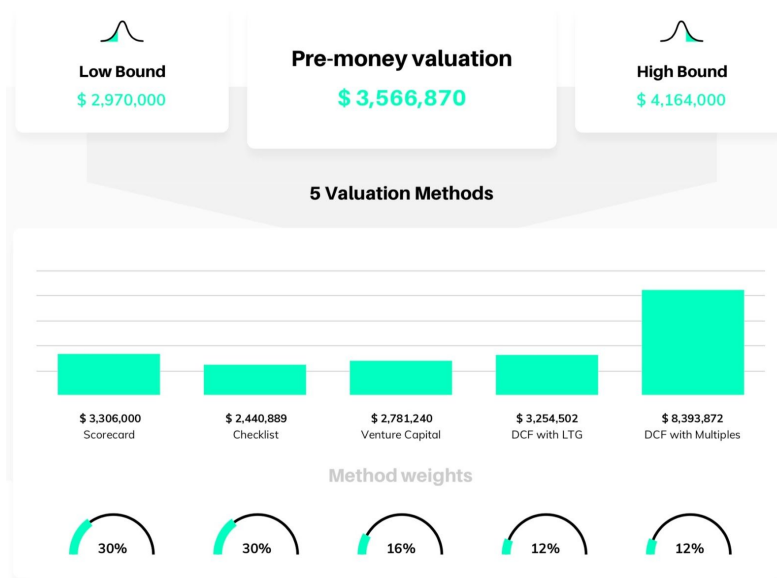 Low Bound
$ 2,970,000
Pre-money valuation
$ 3,566,870
High Bound
$ 4,164,000
5 Valuation Methods
$ 3,306,000
Scorecard
$ 2,440,889
Checklist
$ 2,781,240
Venture Capital
$ 3,254,502
DCF with LTG
$ 8,393,872
DCF with Multiples
Method weights
30%
30%
16%
12%
12%